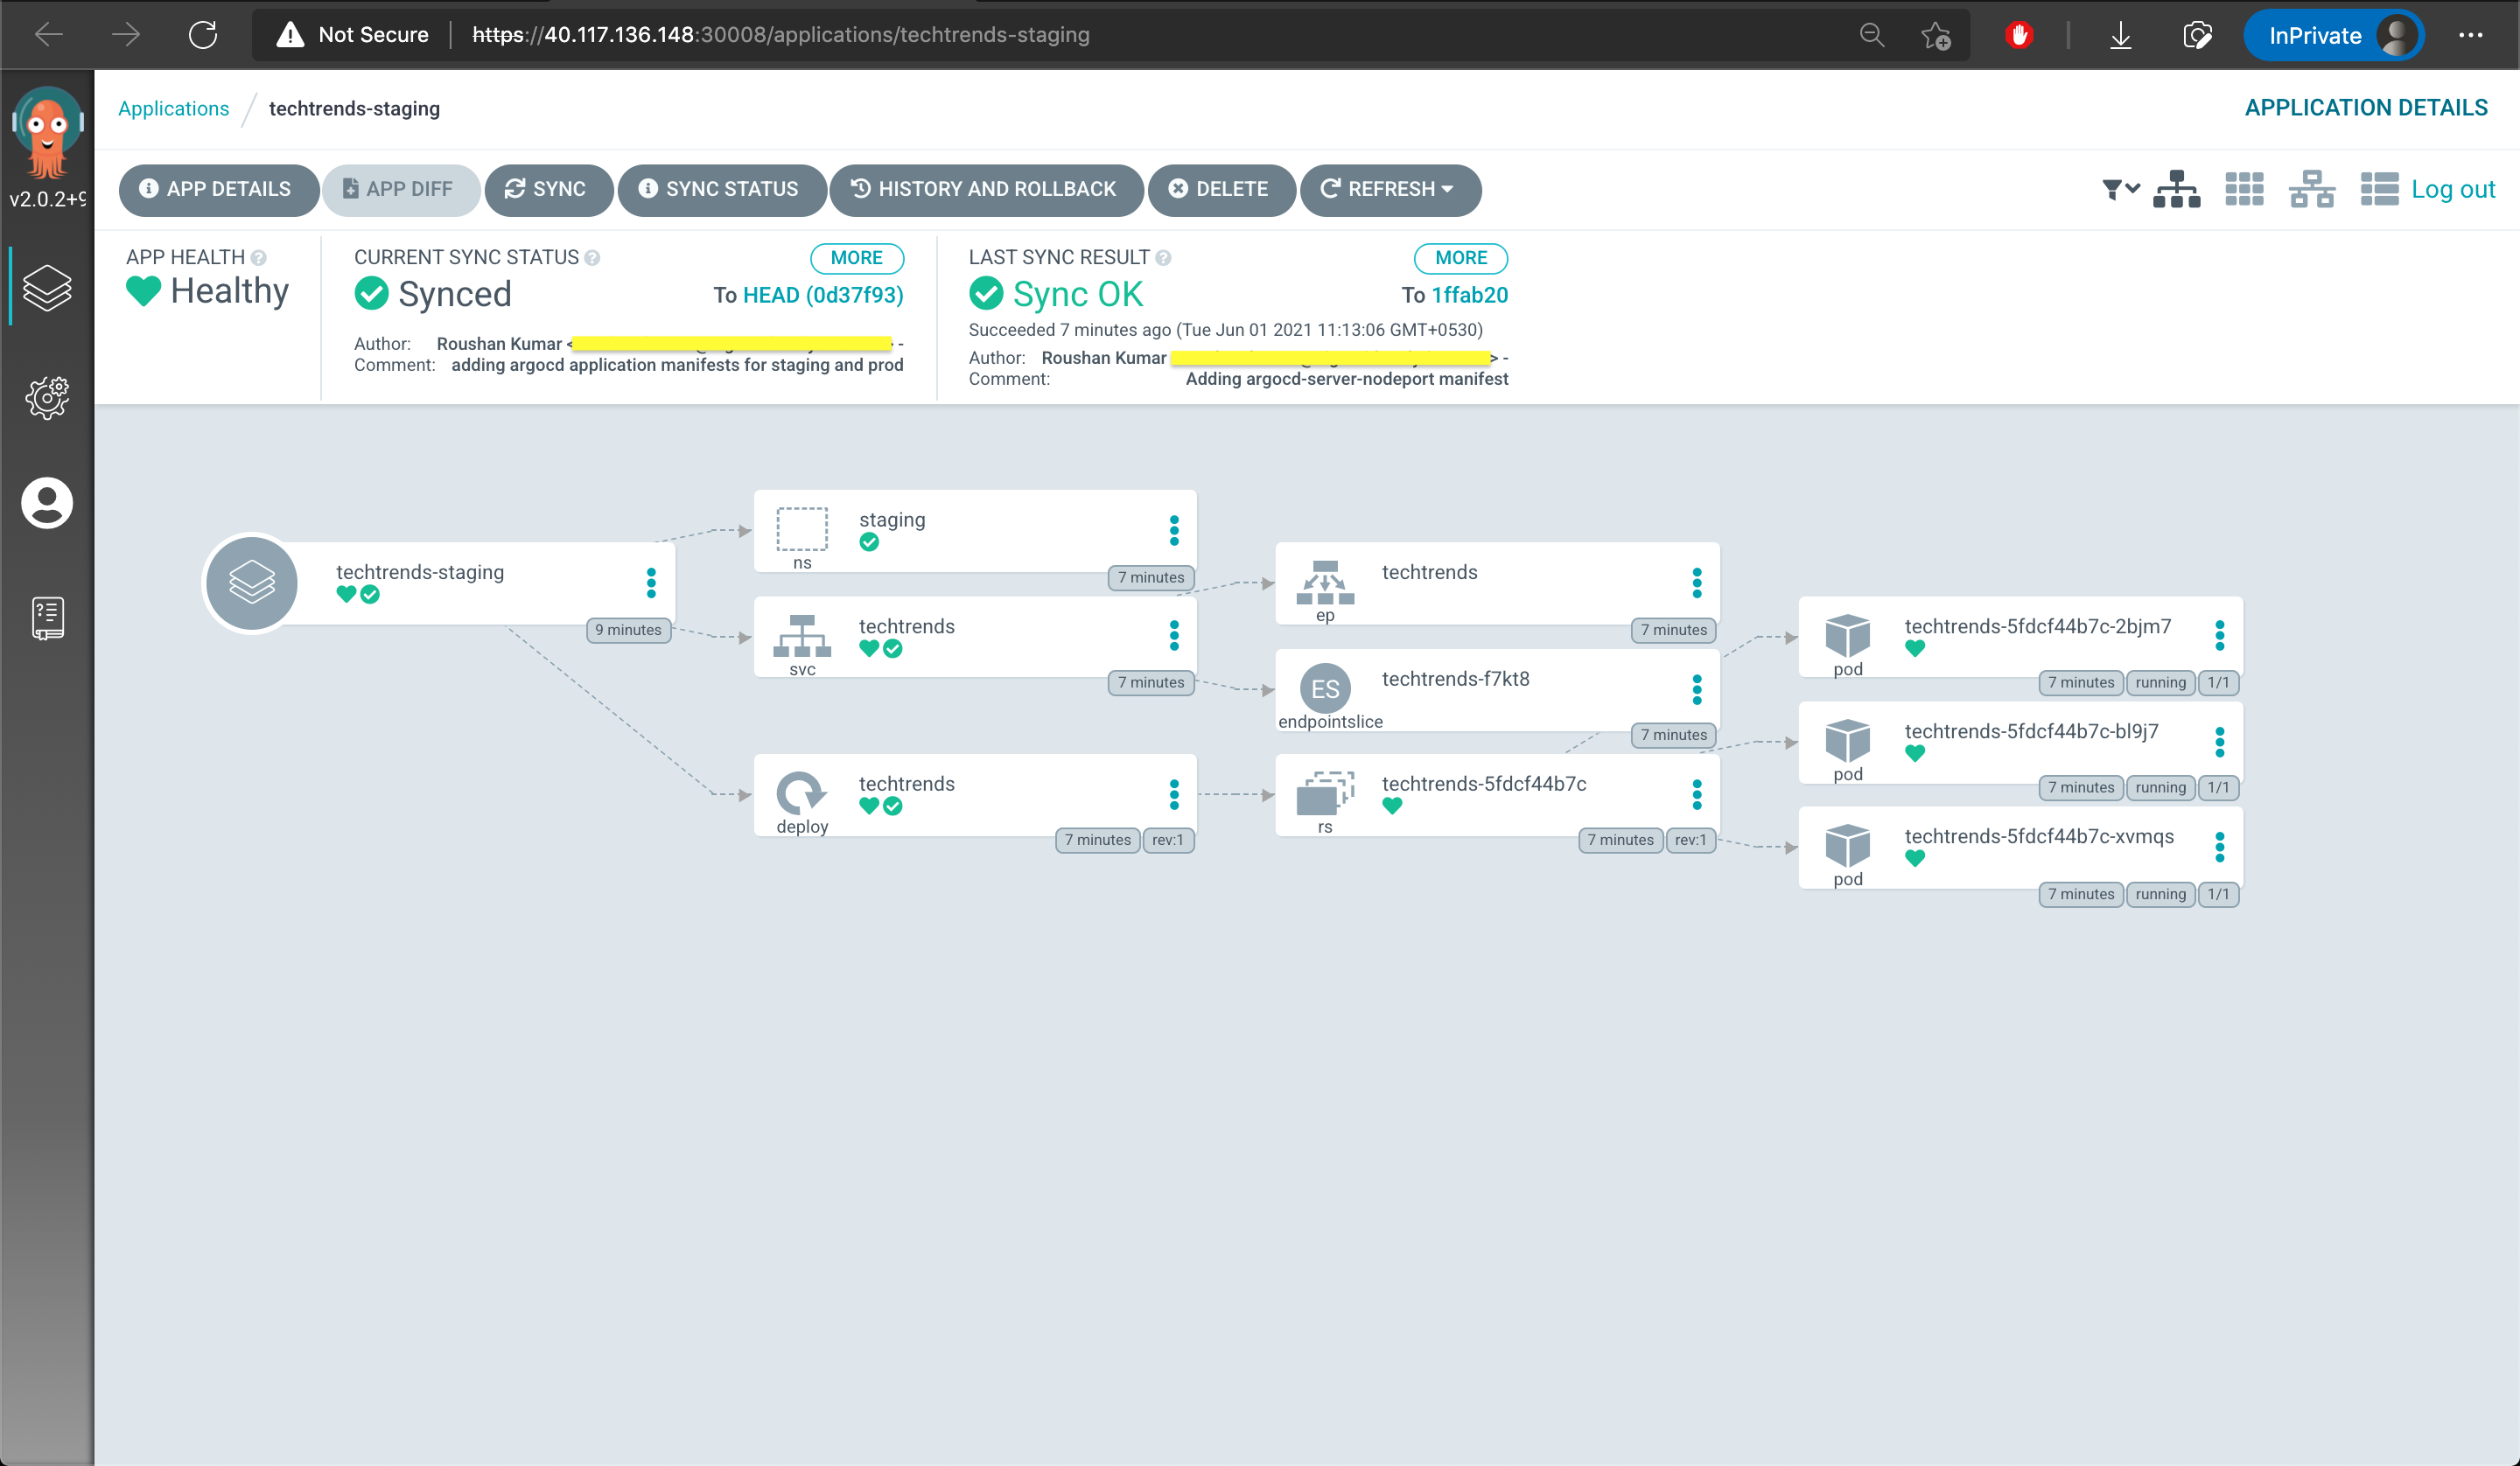 Not Secure https://40.117.136.148:30008/applications/techtrends-staging InPrivate
Applications / techtrends-staging APPLICATION DETAILS
v2.0.2+9
APP DETAILS APP DIFF SYNC SYNC STATUS HISTORY AND ROLLBACK DELETE REFRESH Log out
APP HEALTH
Healthy
CURRENT SYNC STATUS MORE
Synced To HEAD (0d37f93)
Author: Roushan Kumar < > -
Comment: adding argocd application manifests for staging and prod
LAST SYNC RESULT MORE
Sync OK To 1ffab20
Succeeded 7 minutes ago (Tue Jun 01 2021 11:13:06 GMT+0530)
Author: Roushan Kumar > -
Comment: Adding argocd-server-nodeport manifest
techtrends-staging
9 minutes
staging
ns
7 minutes
techtrends
svc
7 minutes
techtrends
deploy
7 minutes rev:1
techtrends
ep
7 minutes
ES
techtrends-f7kt8
endpointslice
7 minutes
techtrends-5fdcf44b7c
rs
7 minutes rev:1
techtrends-5fdcf44b7c-2bjm7
pod
7 minutes running 1/1
techtrends-5fdcf44b7c-bl9j7
pod
7 minutes running 1/1
techtrends-5fdcf44b7c-xvmqs
pod
7 minutes running 1/1